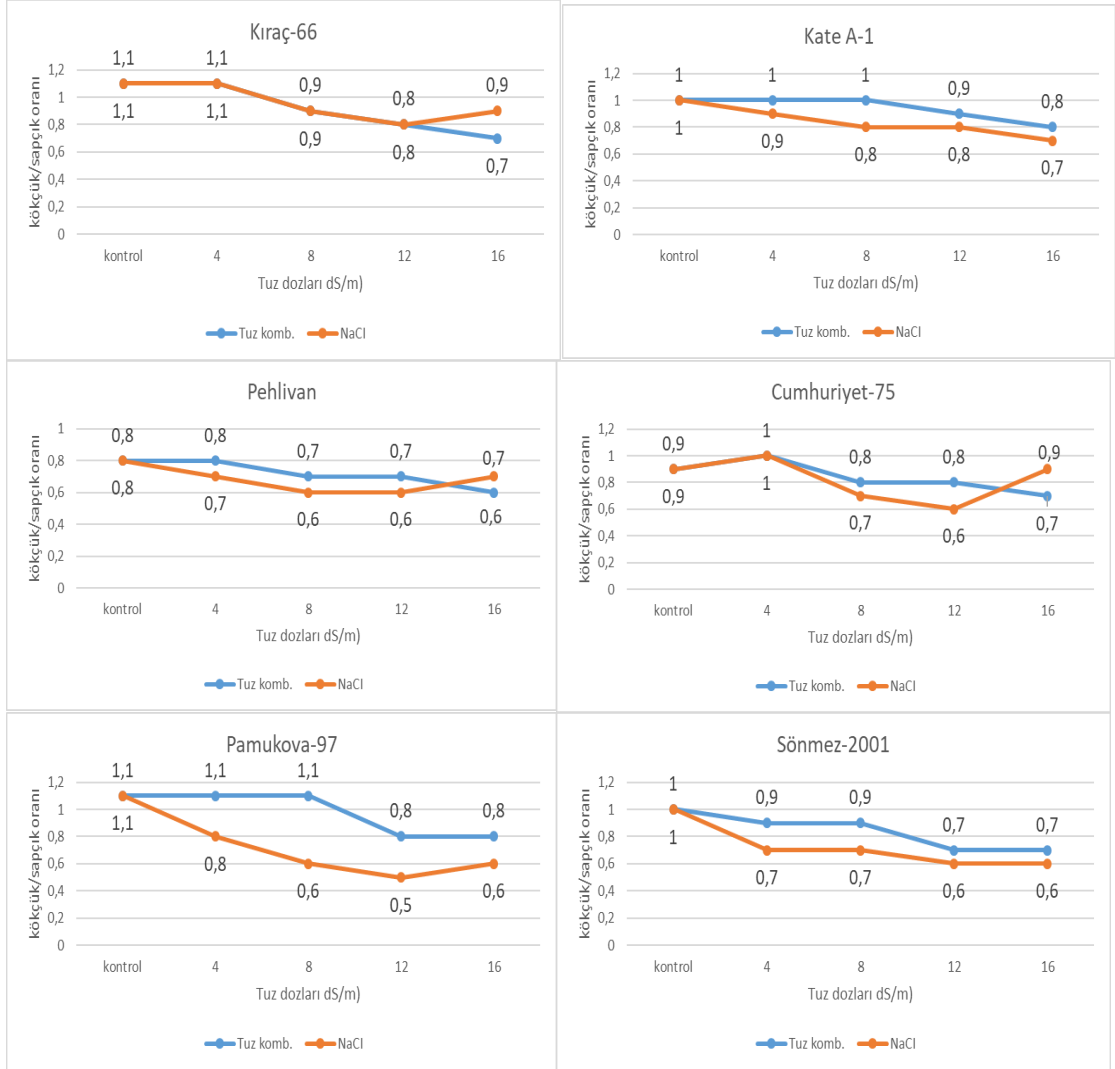 Kıraç-66
1,1 1,1 0,9 0,8 0,9
1,1 1,1 0,9 0,8 0,7
1,2
1
0,8
0,6
0,4
0,2
0
kökçük/sapçık oranı
kontrol 4 8 12 16
Tuz dozları dS/m)
Tuz komb. NaCl
Kate A-1
1 1 1 0,9 0,8
1 0,9 0,8 0,8 0,7
1,2
1
0,8
0,6
0,4
0,2
0
kökçük/sapçık oranı
kontrol 4 8 12 16
Tuz dozları dS/m)
Tuz komb. NaCl
Pehlivan
0,8 0,8 0,7 0,7 0,7
0,8 0,7 0,6 0,6 0,6
1
0,8
0,6
0,4
0,2
0
kökçük/sapçık oranı
kontrol 4 8 12 16
Tuz dozları dS/m)
Tuz komb. NaCl
Cumhuriyet-75
0,9 1 0,8 0,8 0,9
0,9 1 0,7 0,6 0,7
1,2
1
0,8
0,6
0,4
0,2
0
kökçük/sapçık oranı
kontrol 4 8 12 16
Tuz dozları dS/m)
Tuz komb. NaCl
Pamukova-97
1,1 1,1 1,1 0,8 0,8
1,1 0,8 0,6 0,5 0,6
1,2
1
0,8
0,6
0,4
0,2
0
kökçük/sapçık oranı
kontrol 4 8 12 16
Tuz dozları dS/m)
Tuz komb. NaCl
Sönmez-2001
1 0,9 0,9 0,7 0,7
1 0,7 0,7 0,6 0,6
1,2
1
0,8
0,6
0,4
0,2
0
kökçük/sapçık oranı
kontrol 4 8 12 16
Tuz dozları dS/m)
Tuz komb. NaCl